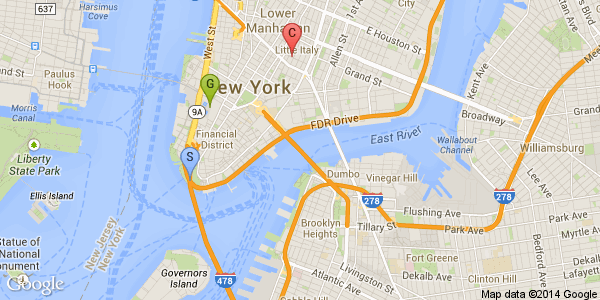 637
Harsimus
Cove
Lower
Manhattan
West St
E Houston St
Little Italy
C
Allen St
Kent Ave
Paulus
Hook
G
New York
Grand St
9A
Broadway
Morris
Canal
FDR Drive
Financial
District
East River
Wallabout
Channel
Williamsburg
Liberty
State Park
S
Dumbo
Vinegar Hill
Lee Ave
Ellis Island
278
278
Flushing Ave
Park Ave
New Jersey
New York
Brooklyn
Heights
Tillary St
Park Ave
Myrtle Ave
Bedford Ave
Statue of
National
Monument
Fort Greene
DeKalb Ave
Governors
Island
478
Livingston St
Clinton Hill
Atlantic Ave
DeKalb Ave
Google
Cobble Hill
Map data ©2014 Google